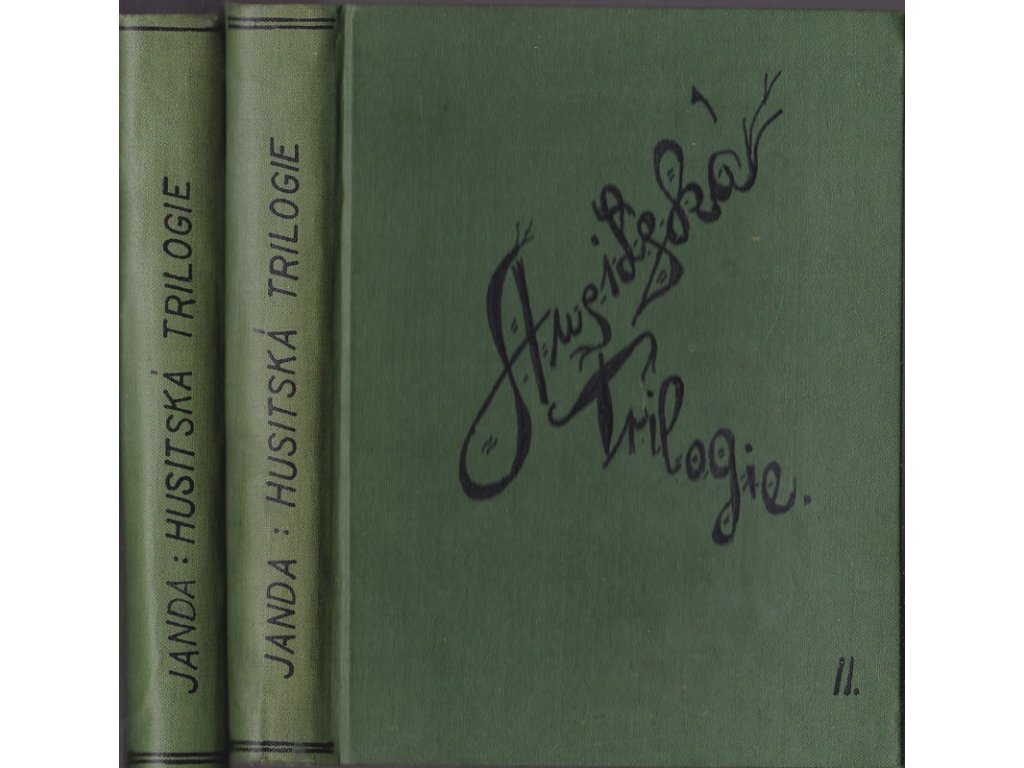 JANDA : HUSITSKÁ TRILOGIE
JANDA : HUSITSKÁ TRILOGIE
Husitská
Trilogie.
II.